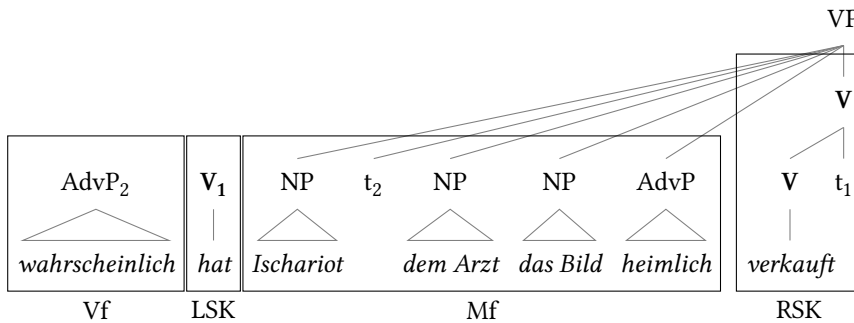 VP
V
AdvP₂ V₁ NP t₂ NP NP AdvP V t₁
wahrscheinlich hat Ischariot dem Arzt das Bild heimlich verkauft
Vf LSK Mf RSK